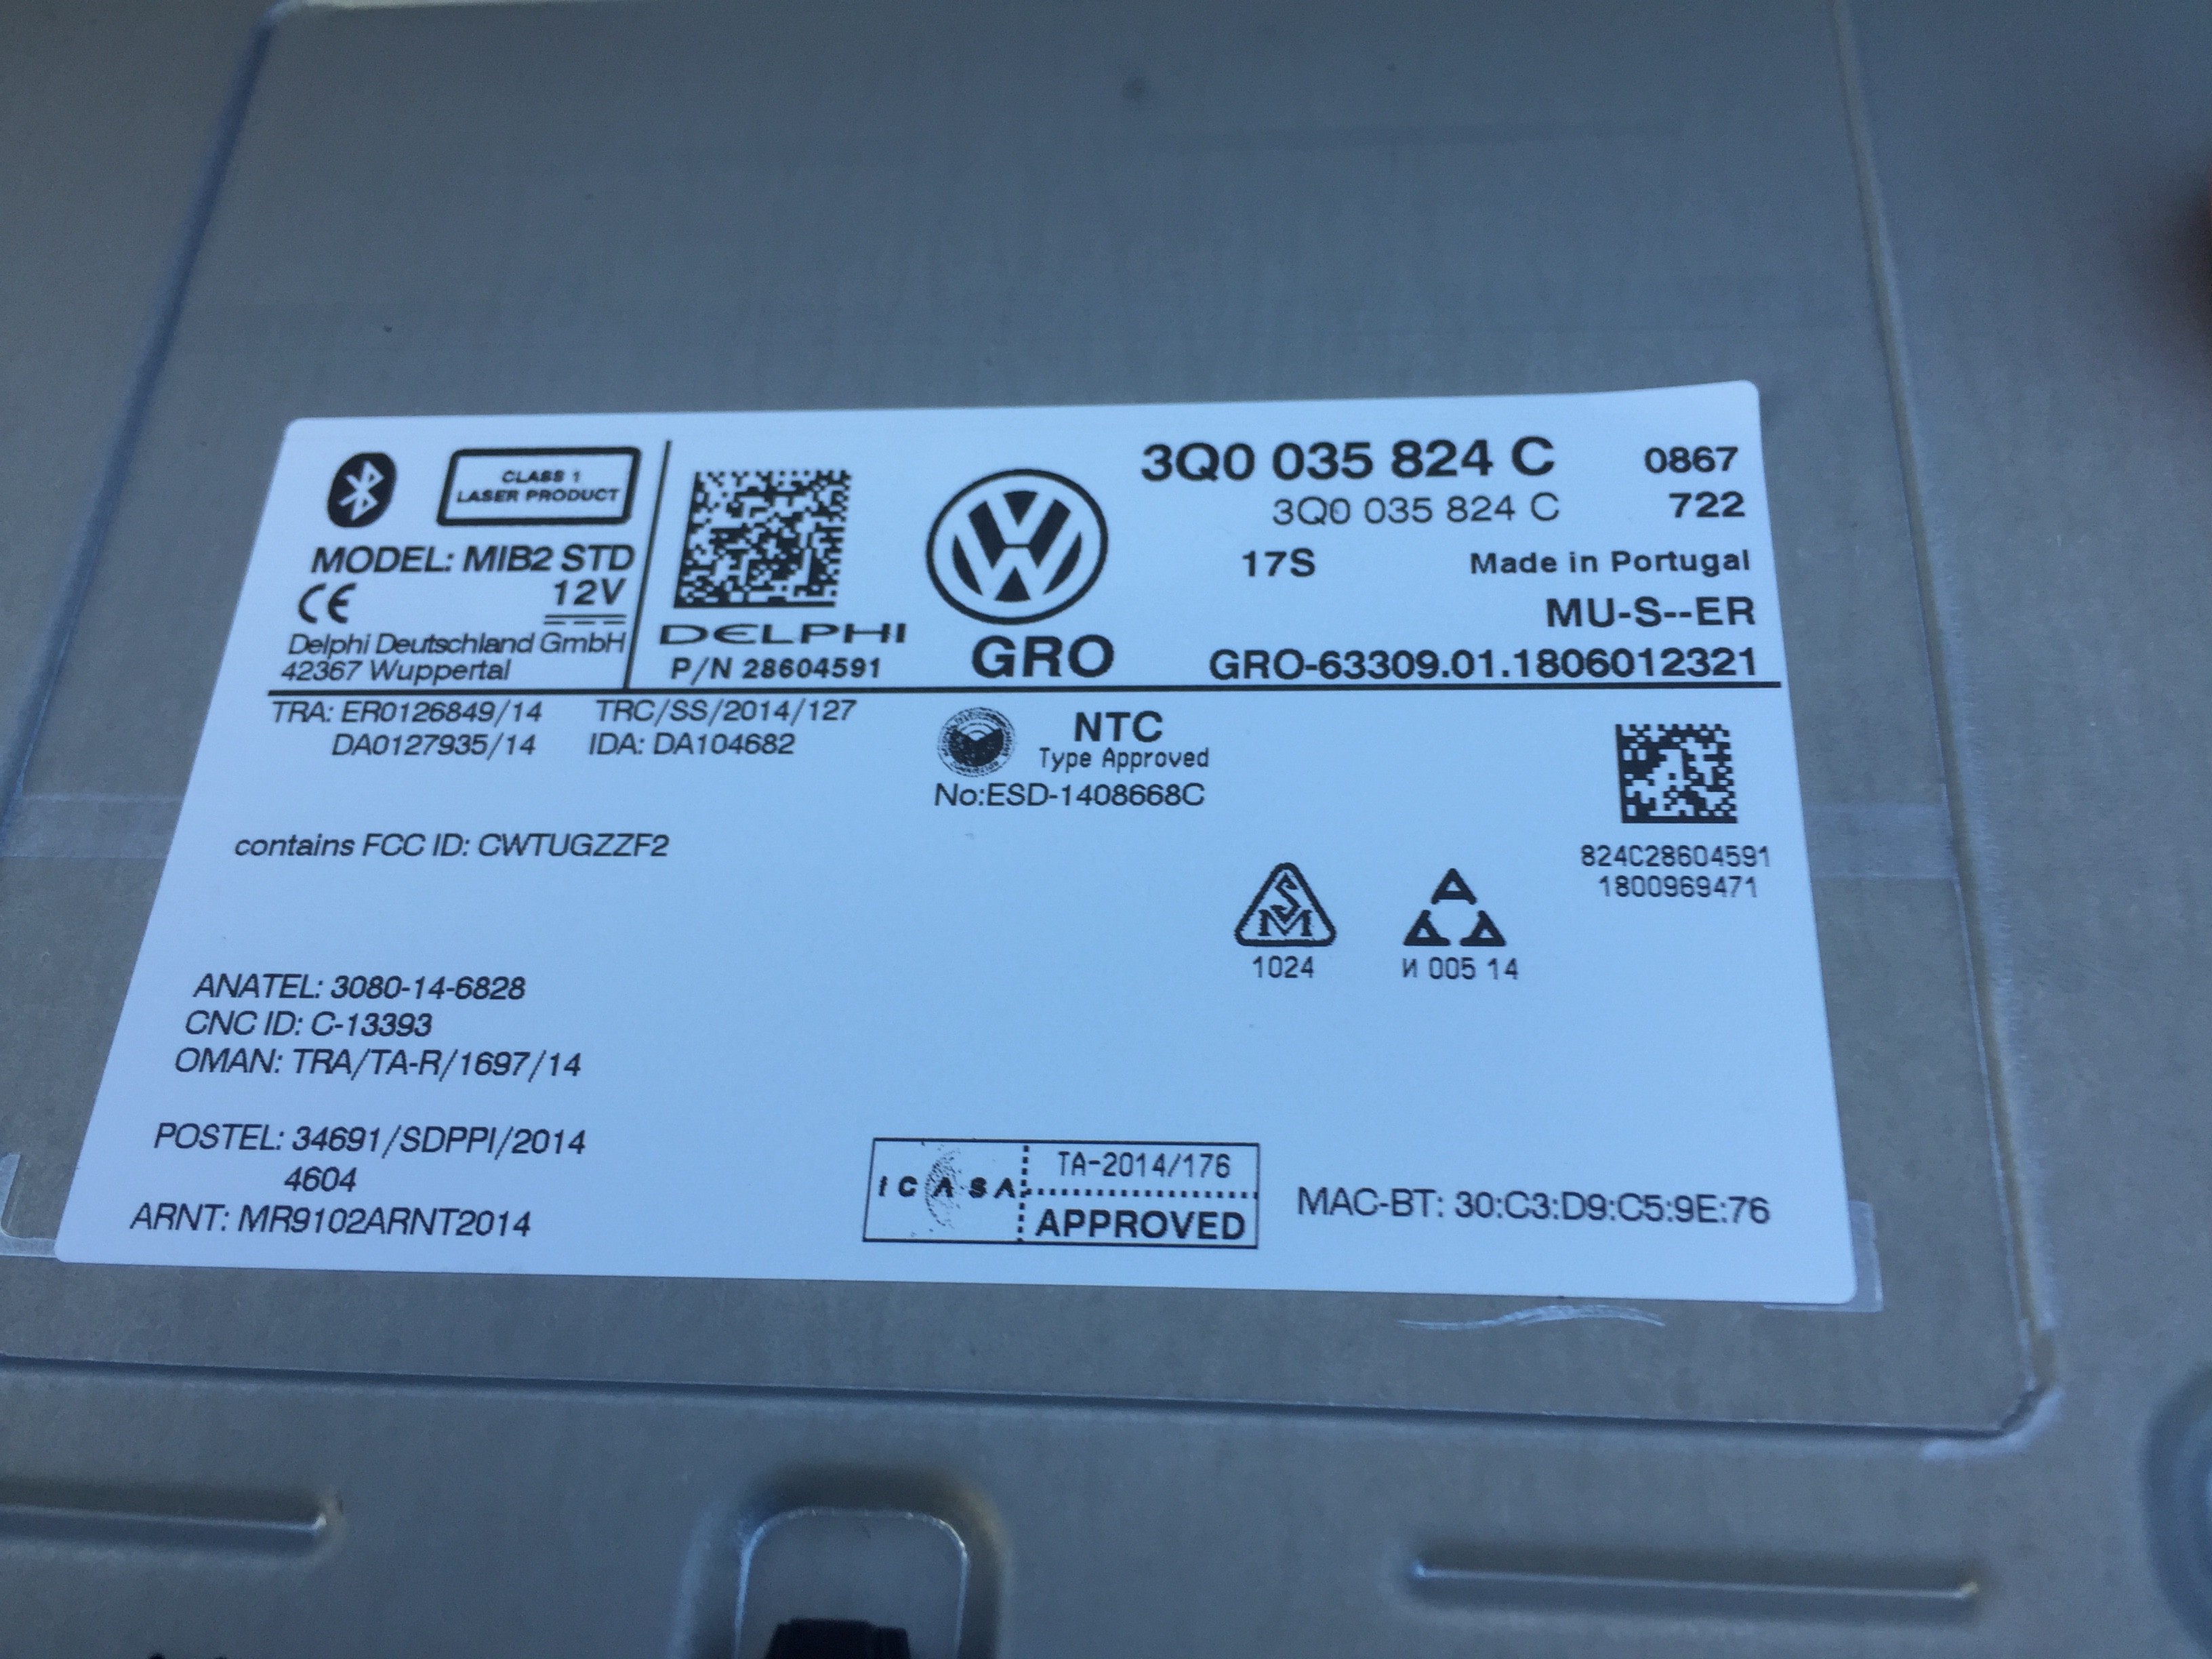 CLASS 1
LASER PRODUCT
MODEL: MIB2 STD
12V
CE
Delphi Deutschland GmbH
42367 Wuppertal
DELPHI
P/N 28604591
GRO
3Q0 035 824 C 0867
3Q0 035 824 C 722
17S Made in Portugal
MU-S--ER
GRO-63309.01.1806012321
TRA: ER0126849/14 TRC/SS/2014/127
DA0127935/14 IDA: DA104682
NTC
Type Approved
No:ESD-1408668C
contains FCC ID: CWTUGZZF2
824C28604591
1800969471
SM
1024
И 005 14
ANATEL: 3080-14-6828
CNC ID: C-13393
OMAN: TRA/TA-R/1697/14
POSTEL: 34691/SDPPI/2014
4604
ARNT: MR9102ARNT2014
ICASA
TA-2014/176
APPROVED
MAC-BT: 30:C3:D9:C5:9E:76